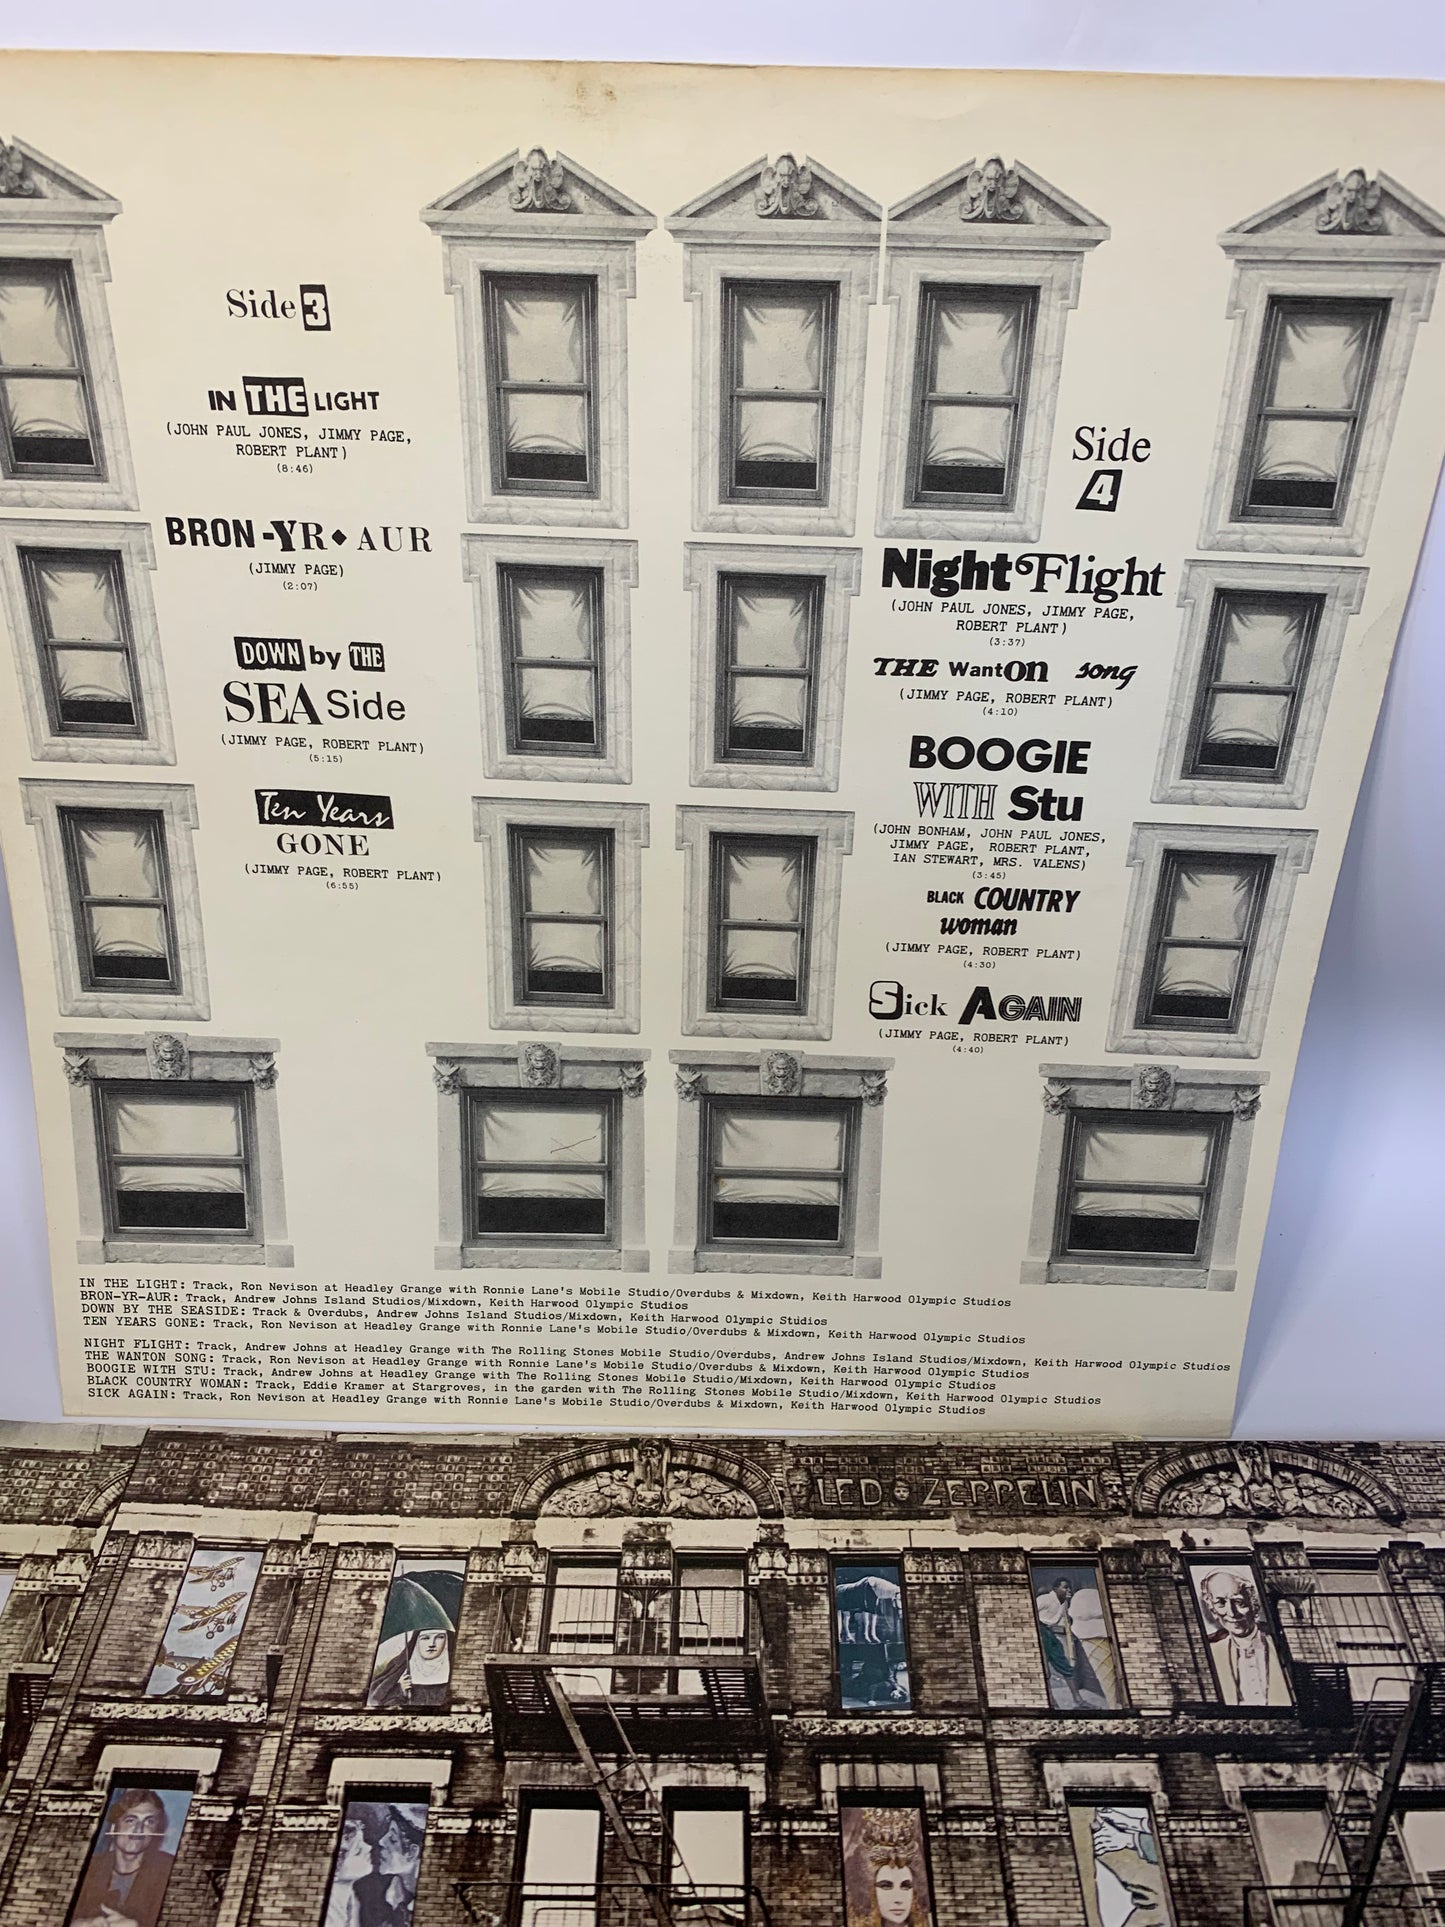 Side 3
IN THE LIGHT
(JOHN PAUL JONES, JIMMY PAGE,
ROBERT PLANT)
(8:46)
BRON-YR◆AUR
(JIMMY PAGE)
(2:07)
DOWN by THE
SEA Side
(JIMMY PAGE, ROBERT PLANT)
(5:15)
Ten Years
GONE
(JIMMY PAGE, ROBERT PLANT)
(6:55)
Side
4
Night Flight
(JOHN PAUL JONES, JIMMY PAGE,
ROBERT PLANT)
(3:37)
THE WantON song
(JIMMY PAGE, ROBERT PLANT)
(4:10)
BOOGIE
WITH Stu
(JOHN BONHAM, JOHN PAUL JONES,
JIMMY PAGE, ROBERT PLANT,
IAN STEWART, MRS. VALENS)
(3:45)
BLACK COUNTRY
woman
(JIMMY PAGE, ROBERT PLANT)
(4:30)
Sick AGAIN
(JIMMY PAGE, ROBERT PLANT)
(4:40)
IN THE LIGHT: Track, Ron Nevison at Headley Grange with Ronnie Lane's Mobile Studio/Overdubs & Mixdown, Keith Harwood Olympic Studios
BRON-YR-AUR: Track, Andrew Johns Island Studios/Mixdown, Keith Harwood Olympic Studios
DOWN BY THE SEASIDE: Track & Overdubs, Andrew Johns Island Studios/Mixdown, Keith Harwood Olympic Studios
TEN YEARS GONE: Track, Ron Nevison at Headley Grange with Ronnie Lane's Mobile Studio/Overdubs & Mixdown, Keith Harwood Olympic Studios
NIGHT FLIGHT: Track, Andrew Johns at Headley Grange with The Rolling Stones Mobile Studio/Overdubs, Andrew Johns Island Studios/Mixdown, Keith Harwood Olympic Studios
THE WANTON SONG: Track, Ron Nevison at Headley Grange with Ronnie Lane's Mobile Studio/Overdubs & Mixdown, Keith Harwood Olympic Studios
BOOGIE WITH STU: Track, Andrew Johns at Headley Grange with The Rolling Stones Mobile Studio/Mixdown, Keith Harwood Olympic Studios
BLACK COUNTRY WOMAN: Track, Eddie Kramer at Stargroves, in the garden with The Rolling Stones Mobile Studio/Mixdown, Keith Harwood Olympic Studios
SICK AGAIN: Track, Ron Nevison at Headley Grange with Ronnie Lane's Mobile Studio/Overdubs & Mixdown, Keith Harwood Olympic Studios
LED ZEPPELIN